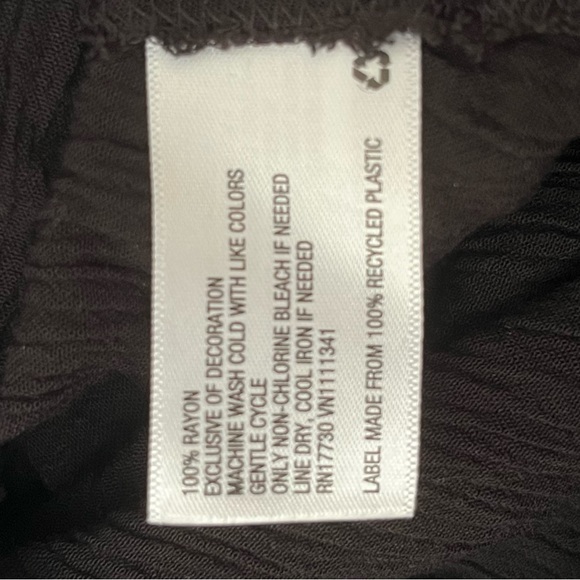 100% RAYON
EXCLUSIVE OF DECORATION
MACHINE WASH COLD WITH LIKE COLORS
GENTLE CYCLE
ONLY NON-CHLORINE BLEACH IF NEEDED
LINE DRY, COOL IRON IF NEEDED
RN17730 VN1111341
LABEL MADE FROM 100% RECYCLED PLASTIC